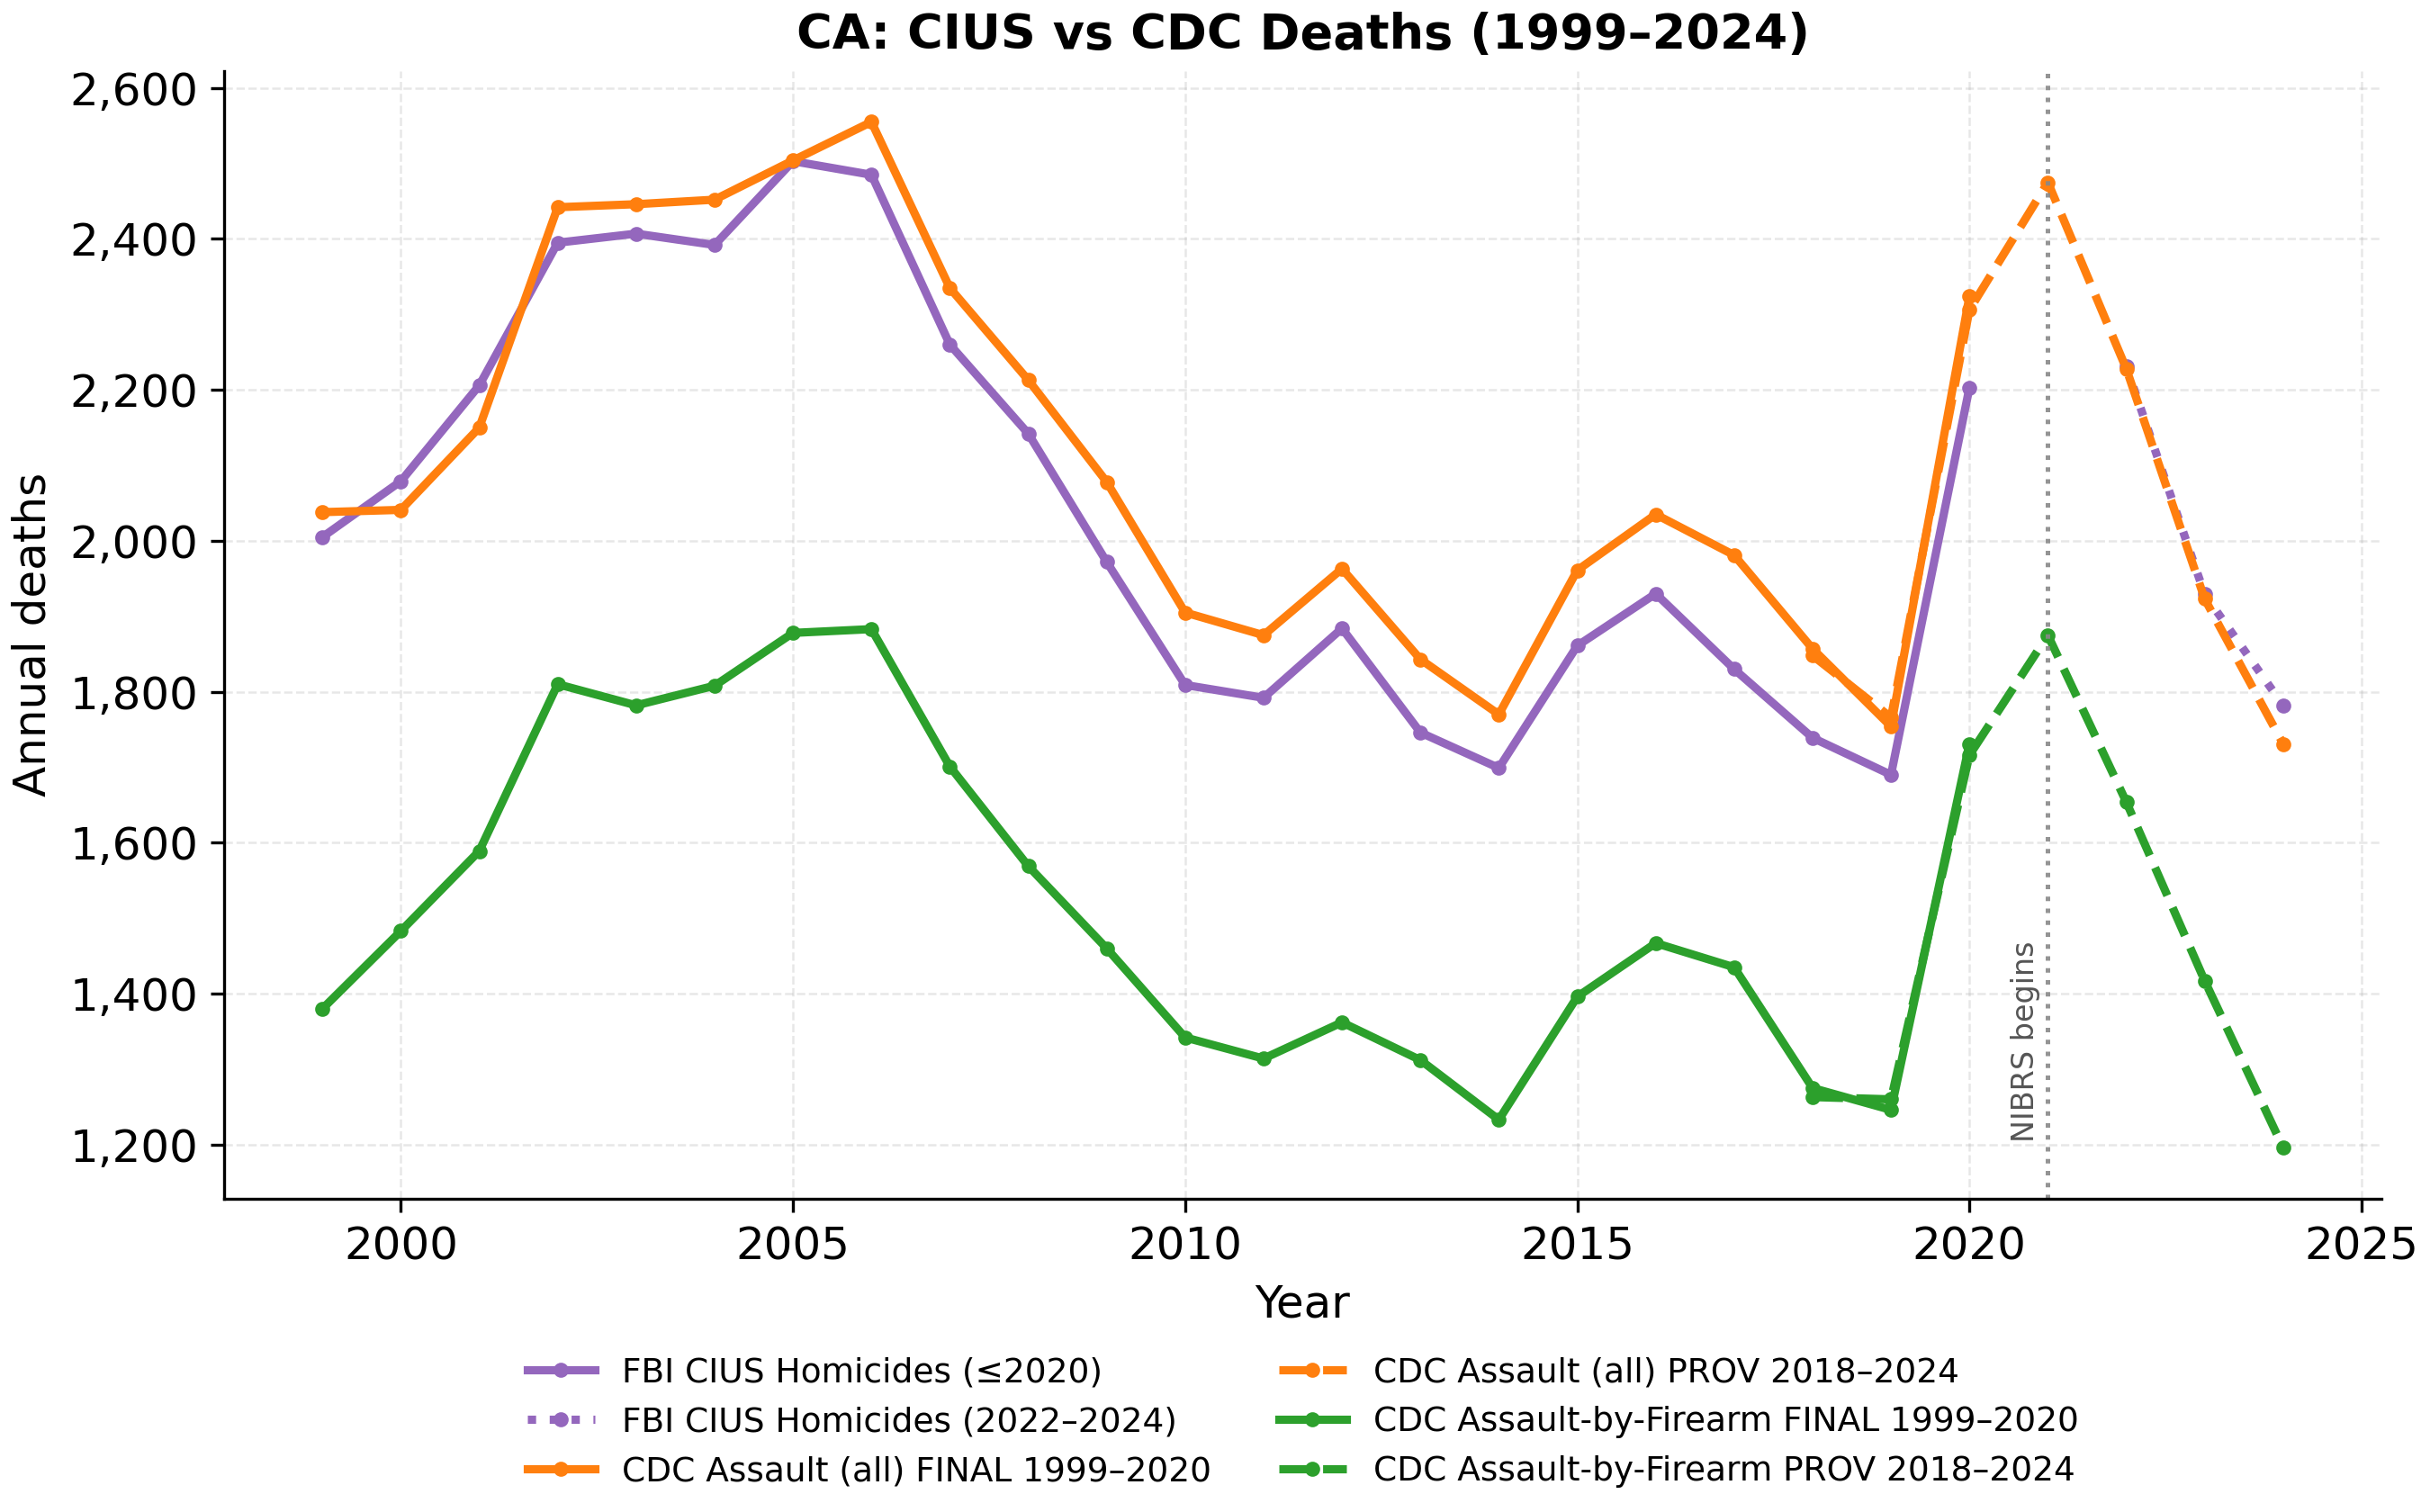 CA: CIUS vs CDC Deaths (1999–2024)
2,600
2,400
2,200
2,000
1,800
1,600
1,400
1,200
Annual deaths
NIBRS begins
2000
2005
2010
2015
2020
2025
Year
FBI CIUS Homicides (≤2020)
FBI CIUS Homicides (2022–2024)
CDC Assault (all) FINAL 1999–2020
CDC Assault (all) PROV 2018–2024
CDC Assault-by-Firearm FINAL 1999–2020
CDC Assault-by-Firearm PROV 2018–2024